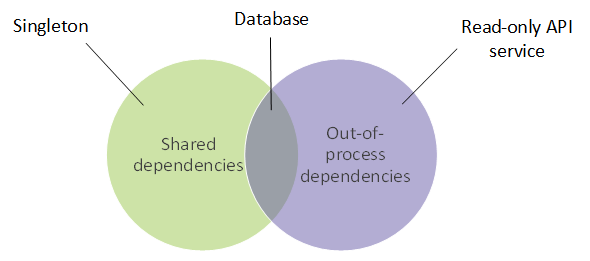 Singleton
Database
Read-only API
service
Shared
dependencies
Out-of-
process
dependencies